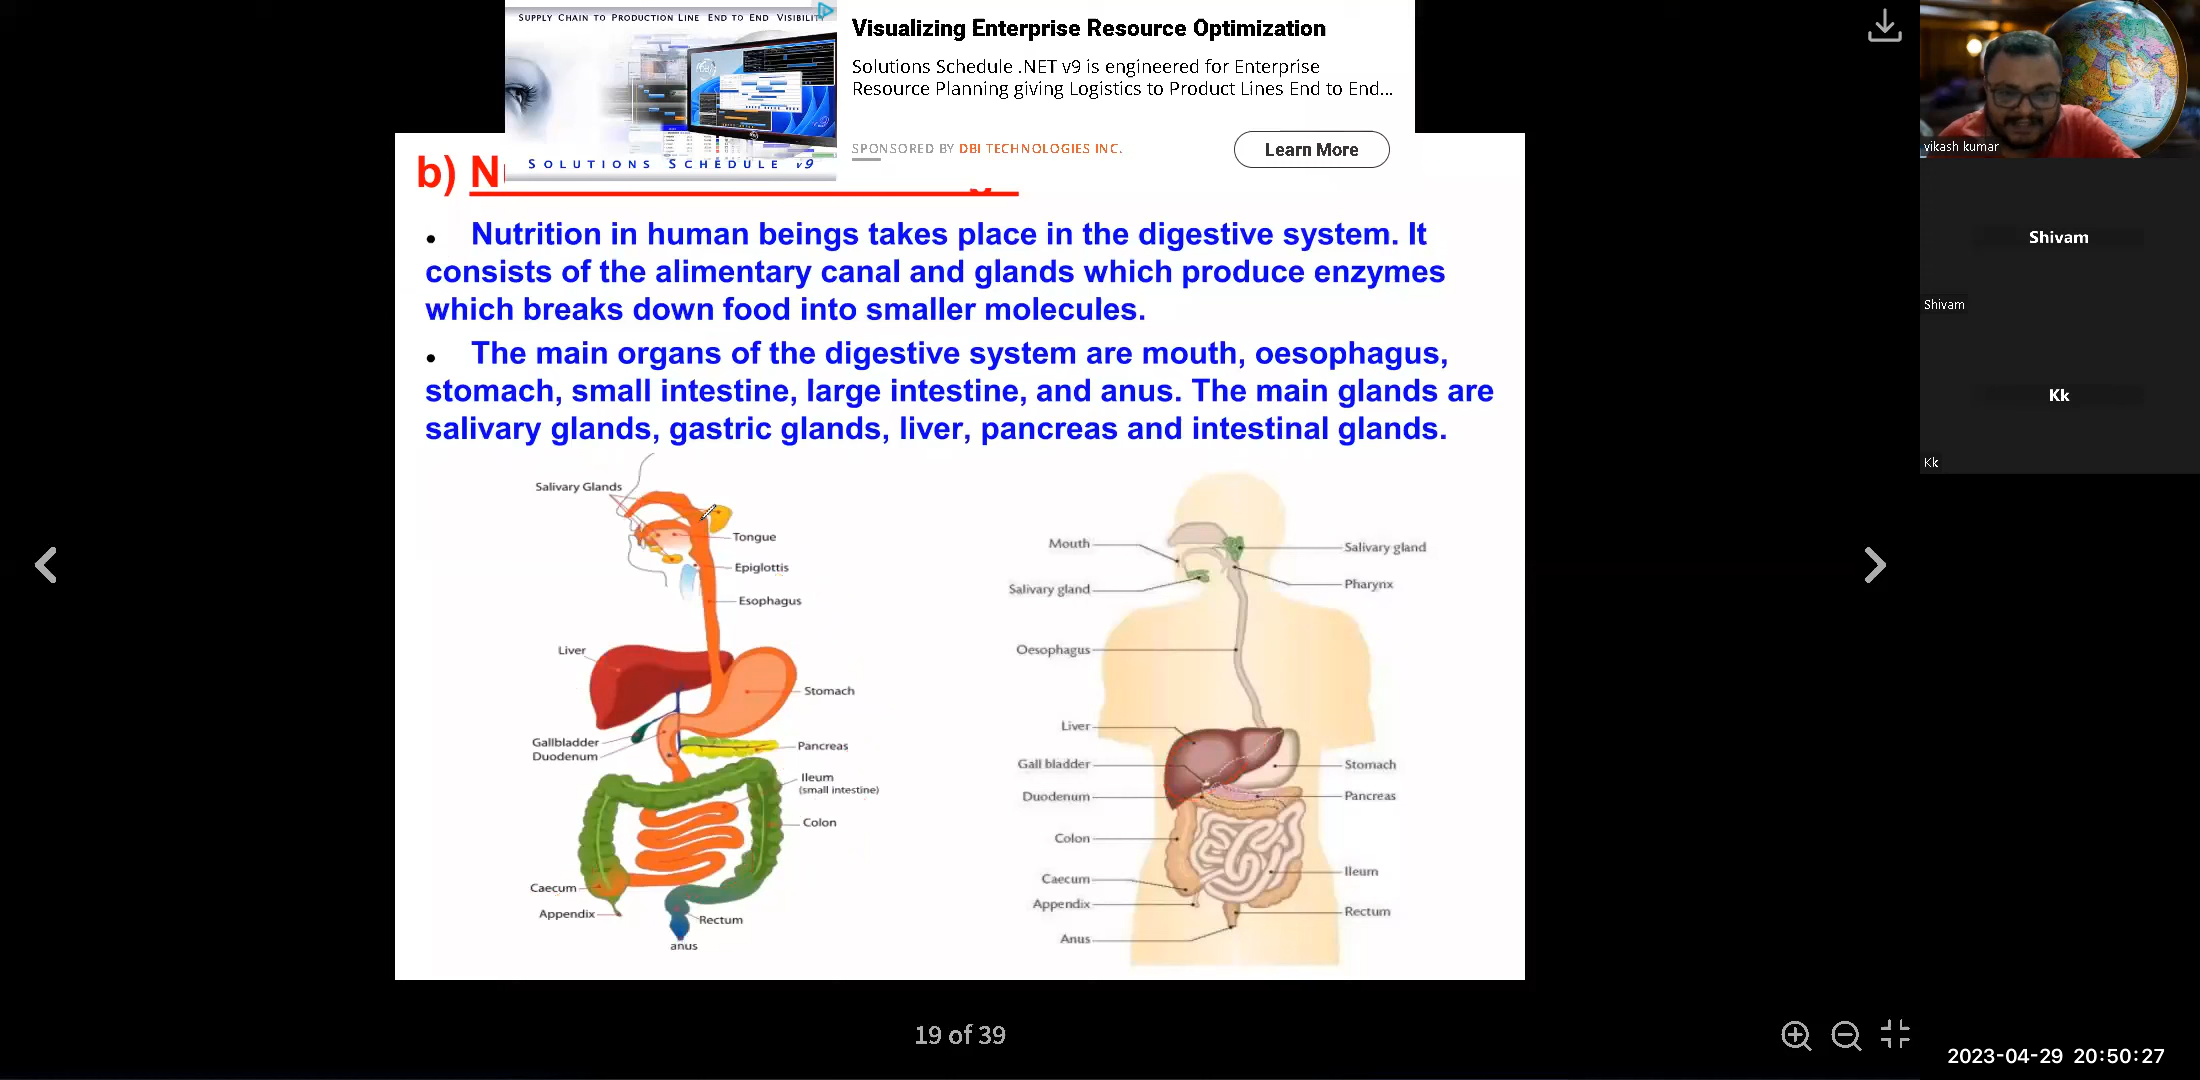 SUPPLY CHAIN TO PRODUCTION LINE END TO END VISIBILITY
SOLUTIONS SCHEDULE v9
Visualizing Enterprise Resource Optimization
Solutions Schedule .NET v9 is engineered for Enterprise
Resource Planning giving Logistics to Product Lines End to End...
SPONSORED BY DBI TECHNOLOGIES INC.
Learn More
b)
Nutrition in human beings takes place in the digestive system. It
consists of the alimentary canal and glands which produce enzymes
which breaks down food into smaller molecules.
The main organs of the digestive system are mouth, oesophagus,
stomach, small intestine, large intestine, and anus. The main glands are
salivary glands, gastric glands, liver, pancreas and intestinal glands.
Salivary Glands
Tongue
Epiglottis
Esophagus
Liver
Stomach
Gallbladder
Duodenum
Pancreas
Ileum
(small intestine)
Colon
Caecum
Appendix
Rectum
anus
Mouth
Salivary gland
Salivary gland
Pharynx
Oesophagus
Liver
Gall bladder
Stomach
Duodenum
Pancreas
Colon
Caecum
Ileum
Appendix
Rectum
Anus
19 of 39
vikash kumar
Shivam
Shivam
Kk
Kk
2023-04-29 20:50:27